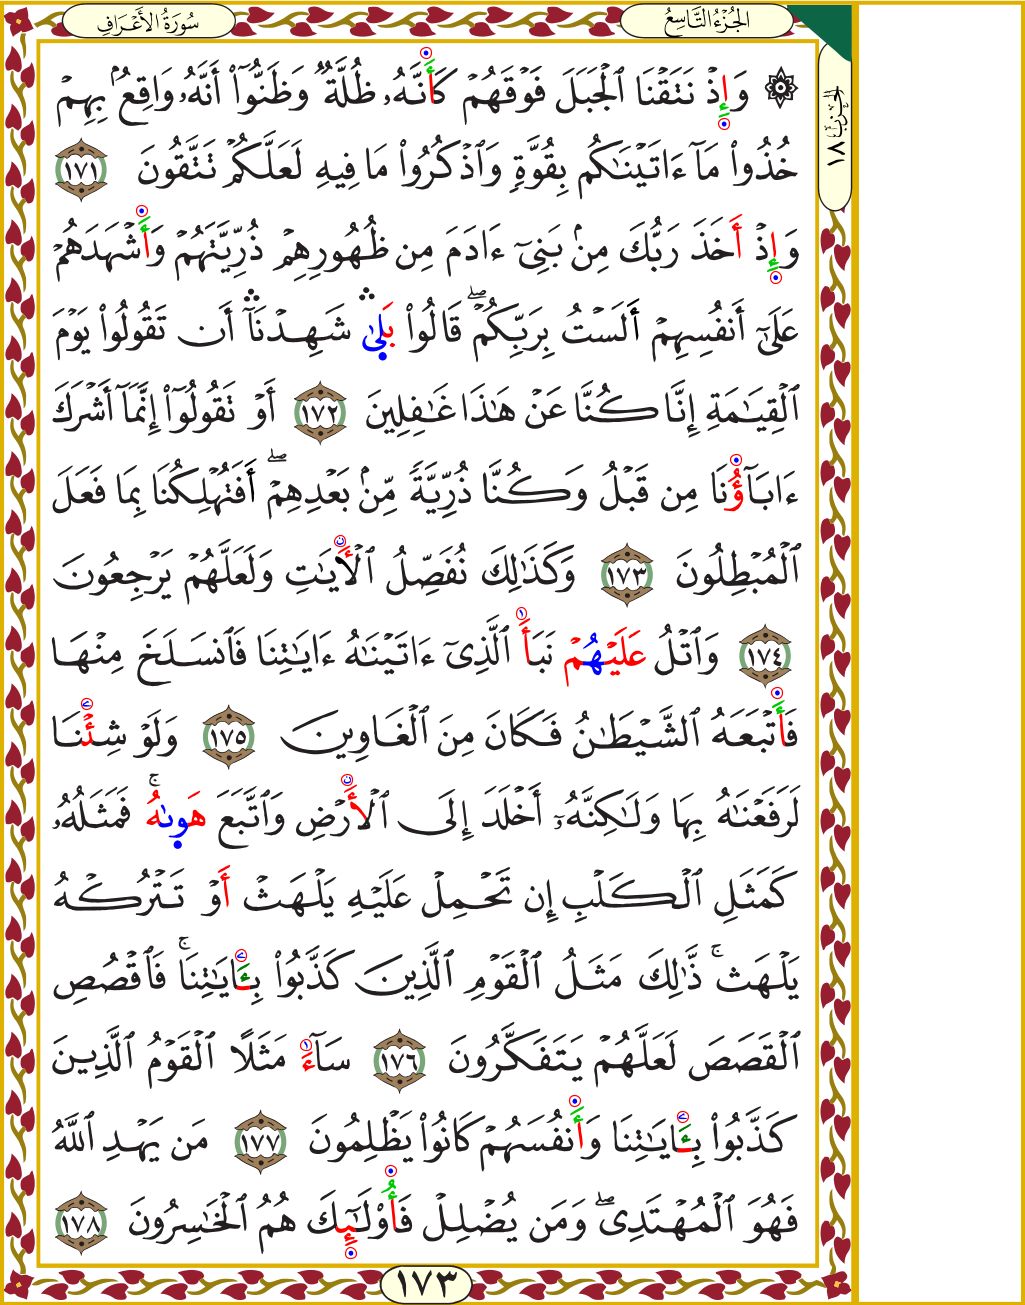 سُورَةُ الأَعْرَافِ
الجُزْءُ التَّاسِعُ
الحزب ١٨
۞ وَإِذْ نَتَقْنَا ٱلْجَبَلَ فَوْقَهُمْ كَأَنَّهُۥ ظُلَّةٌ وَظَنُّوٓا۟ أَنَّهُۥ وَاقِعٌۢ بِهِمْ
خُذُوا۟ مَآ ءَاتَيْنَٰكُم بِقُوَّةٍ وَٱذْكُرُوا۟ مَا فِيهِ لَعَلَّكُمْ تَتَّقُونَ ١٧١
وَإِذْ أَخَذَ رَبُّكَ مِنۢ بَنِىٓ ءَادَمَ مِن ظُهُورِهِمْ ذُرِّيَّتَهُمْ وَأَشْهَدَهُمْ
عَلَىٰٓ أَنفُسِهِمْ أَلَسْتُ بِرَبِّكُمْ ۖ قَالُوا۟ بَلَىٰ ۛ شَهِدْنَآ ۛ أَن تَقُولُوا۟ يَوْمَ
ٱلْقِيَٰمَةِ إِنَّا كُنَّا عَنْ هَٰذَا غَٰفِلِينَ ١٧٢ أَوْ تَقُولُوٓا۟ إِنَّمَآ أَشْرَكَ
ءَابَآؤُنَا مِن قَبْلُ وَكُنَّا ذُرِّيَّةً مِّنۢ بَعْدِهِمْ ۖ أَفَتُهْلِكُنَا بِمَا فَعَلَ
ٱلْمُبْطِلُونَ ١٧٣ وَكَذَٰلِكَ نُفَصِّلُ ٱلْأَيَٰتِ وَلَعَلَّهُمْ يَرْجِعُونَ
١٧٤ وَٱتْلُ عَلَيْهُمْ نَبَأَ ٱلَّذِىٓ ءَاتَيْنَٰهُ ءَايَٰتِنَا فَٱنسَلَخَ مِنْهَا
فَأَتْبَعَهُ ٱلشَّيْطَٰنُ فَكَانَ مِنَ ٱلْغَاوِينَ ١٧٥ وَلَوْ شِئْنَا
لَرَفَعْنَٰهُ بِهَا وَلَٰكِنَّهُۥٓ أَخْلَدَ إِلَى ٱلْأَرْضِ وَٱتَّبَعَ هَوىٰهُ ۚ فَمَثَلُهُۥ
كَمَثَلِ ٱلْكَلْبِ إِن تَحْمِلْ عَلَيْهِ يَلْهَثْ أَوْ تَتْرُكْهُ
يَلْهَث ۚ ذَّٰلِكَ مَثَلُ ٱلْقَوْمِ ٱلَّذِينَ كَذَّبُوا۟ بِـَٔايَٰتِنَا ۚ فَٱقْصُصِ
ٱلْقَصَصَ لَعَلَّهُمْ يَتَفَكَّرُونَ ١٧٦ سَآءَ مَثَلًا ٱلْقَوْمُ ٱلَّذِينَ
كَذَّبُوا۟ بِـَٔايَٰتِنَا وَأَنفُسَهُمْ كَانُوا۟ يَظْلِمُونَ ١٧٧ مَن يَهْدِ ٱللَّهُ
فَهُوَ ٱلْمُهْتَدِى ۖ وَمَن يُضْلِلْ فَأُو۟لَٰٓئِكَ هُمُ ٱلْخَٰسِرُونَ ١٧٨
١٧٣